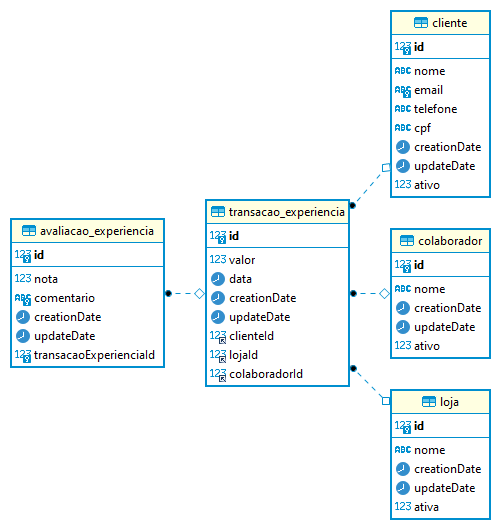 cliente
123 id
ABC nome
ABC email
ABC telefone
ABC cpf
creationDate
updateDate
123 ativo
transacao_experiencia
123 id
123 valor
data
creationDate
updateDate
123 clienteId
123 lojaId
123 colaboradorId
avaliacao_experiencia
123 id
123 nota
ABC comentario
creationDate
updateDate
123 transacaoExperienciaId
colaborador
123 id
ABC nome
creationDate
updateDate
123 ativo
loja
123 id
ABC nome
creationDate
updateDate
123 ativa